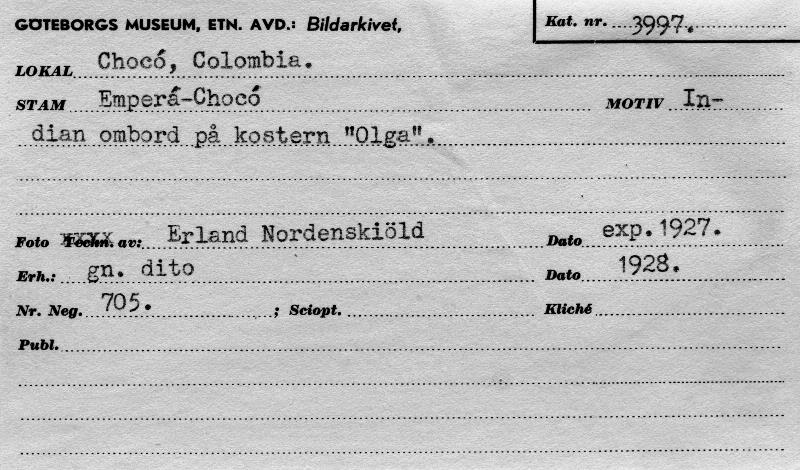 GÖTEBORGS MUSEUM, ETN. AVD.: Bildarkivet, Kat. nr. 3997.
LOKAL Chocó, Colombia.
STAM Emperá-Chocó MOTIV In-
dian ombord på kostern "Olga".
Foto Techn. av: Erland Nordenskiöld Dato exp. 1927.
Erh.: gn. dito Dato 1928.
Nr. Neg. 705. ; Sciopt. Kliché
Publ.